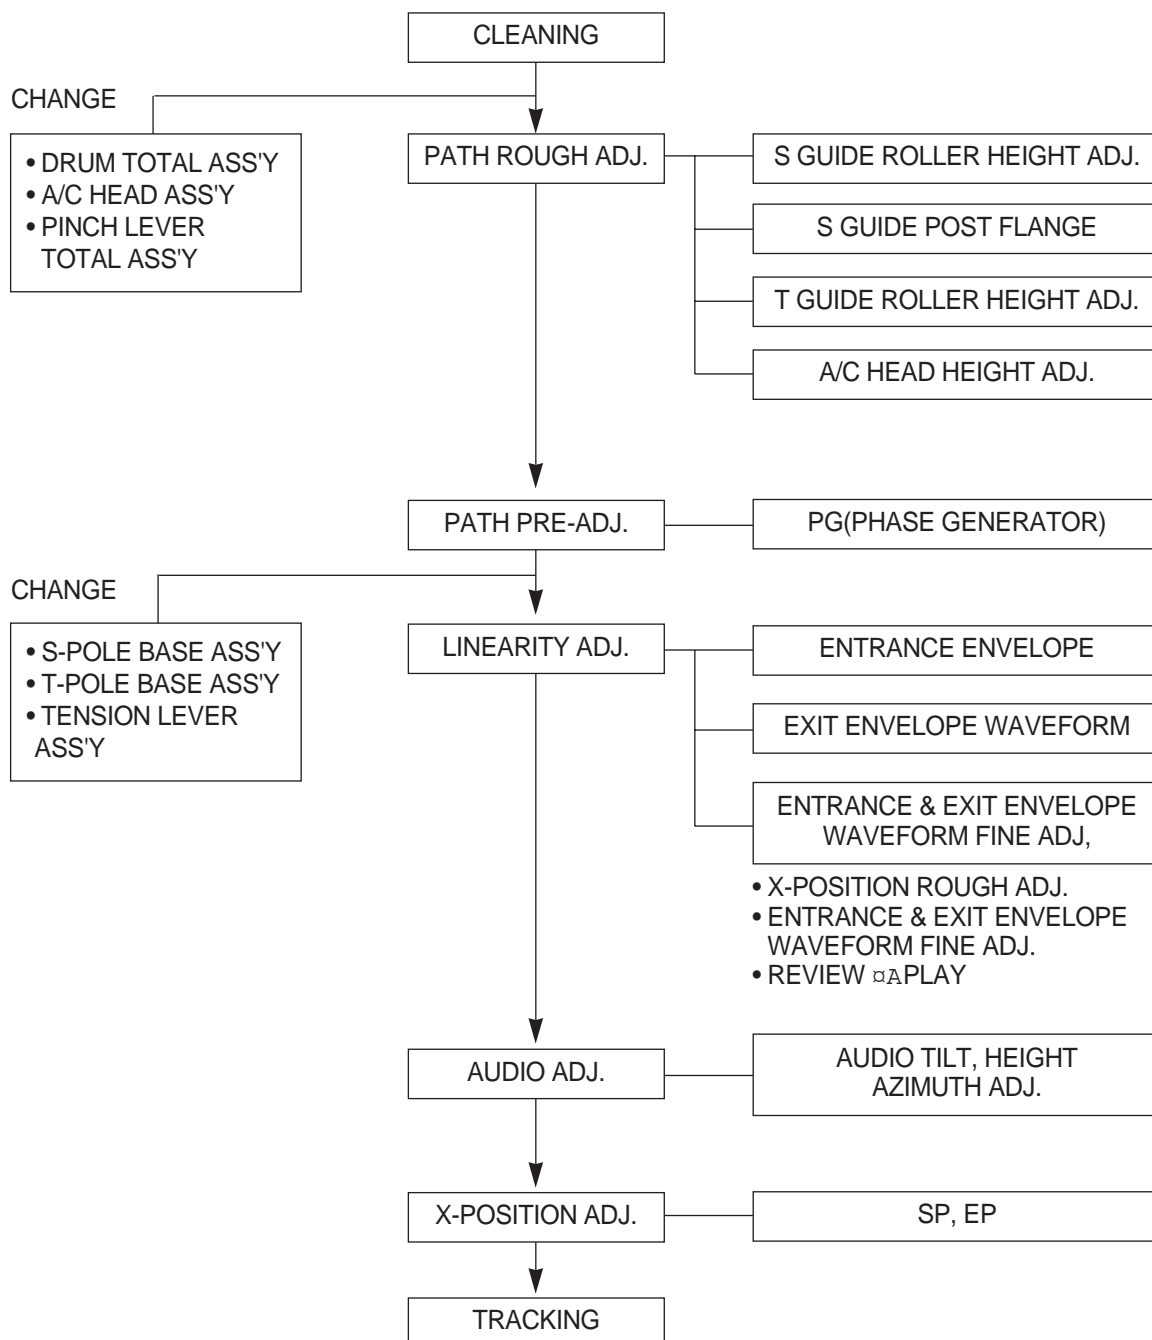 CLEANING
CHANGE
• DRUM TOTAL ASS'Y
• A/C HEAD ASS'Y
• PINCH LEVER
TOTAL ASS'Y
PATH ROUGH ADJ.
S GUIDE ROLLER HEIGHT ADJ.
S GUIDE POST FLANGE
T GUIDE ROLLER HEIGHT ADJ.
A/C HEAD HEIGHT ADJ.
PATH PRE-ADJ.
PG(PHASE GENERATOR)
CHANGE
• S-POLE BASE ASS'Y
• T-POLE BASE ASS'Y
• TENSION LEVER
ASS'Y
LINEARITY ADJ.
ENTRANCE ENVELOPE
EXIT ENVELOPE WAVEFORM
ENTRANCE & EXIT ENVELOPE
WAVEFORM FINE ADJ,
• X-POSITION ROUGH ADJ.
• ENTRANCE & EXIT ENVELOPE
WAVEFORM FINE ADJ.
• REVIEW ¤APLAY
AUDIO ADJ.
AUDIO TILT, HEIGHT
AZIMUTH ADJ.
X-POSITION ADJ.
SP, EP
TRACKING